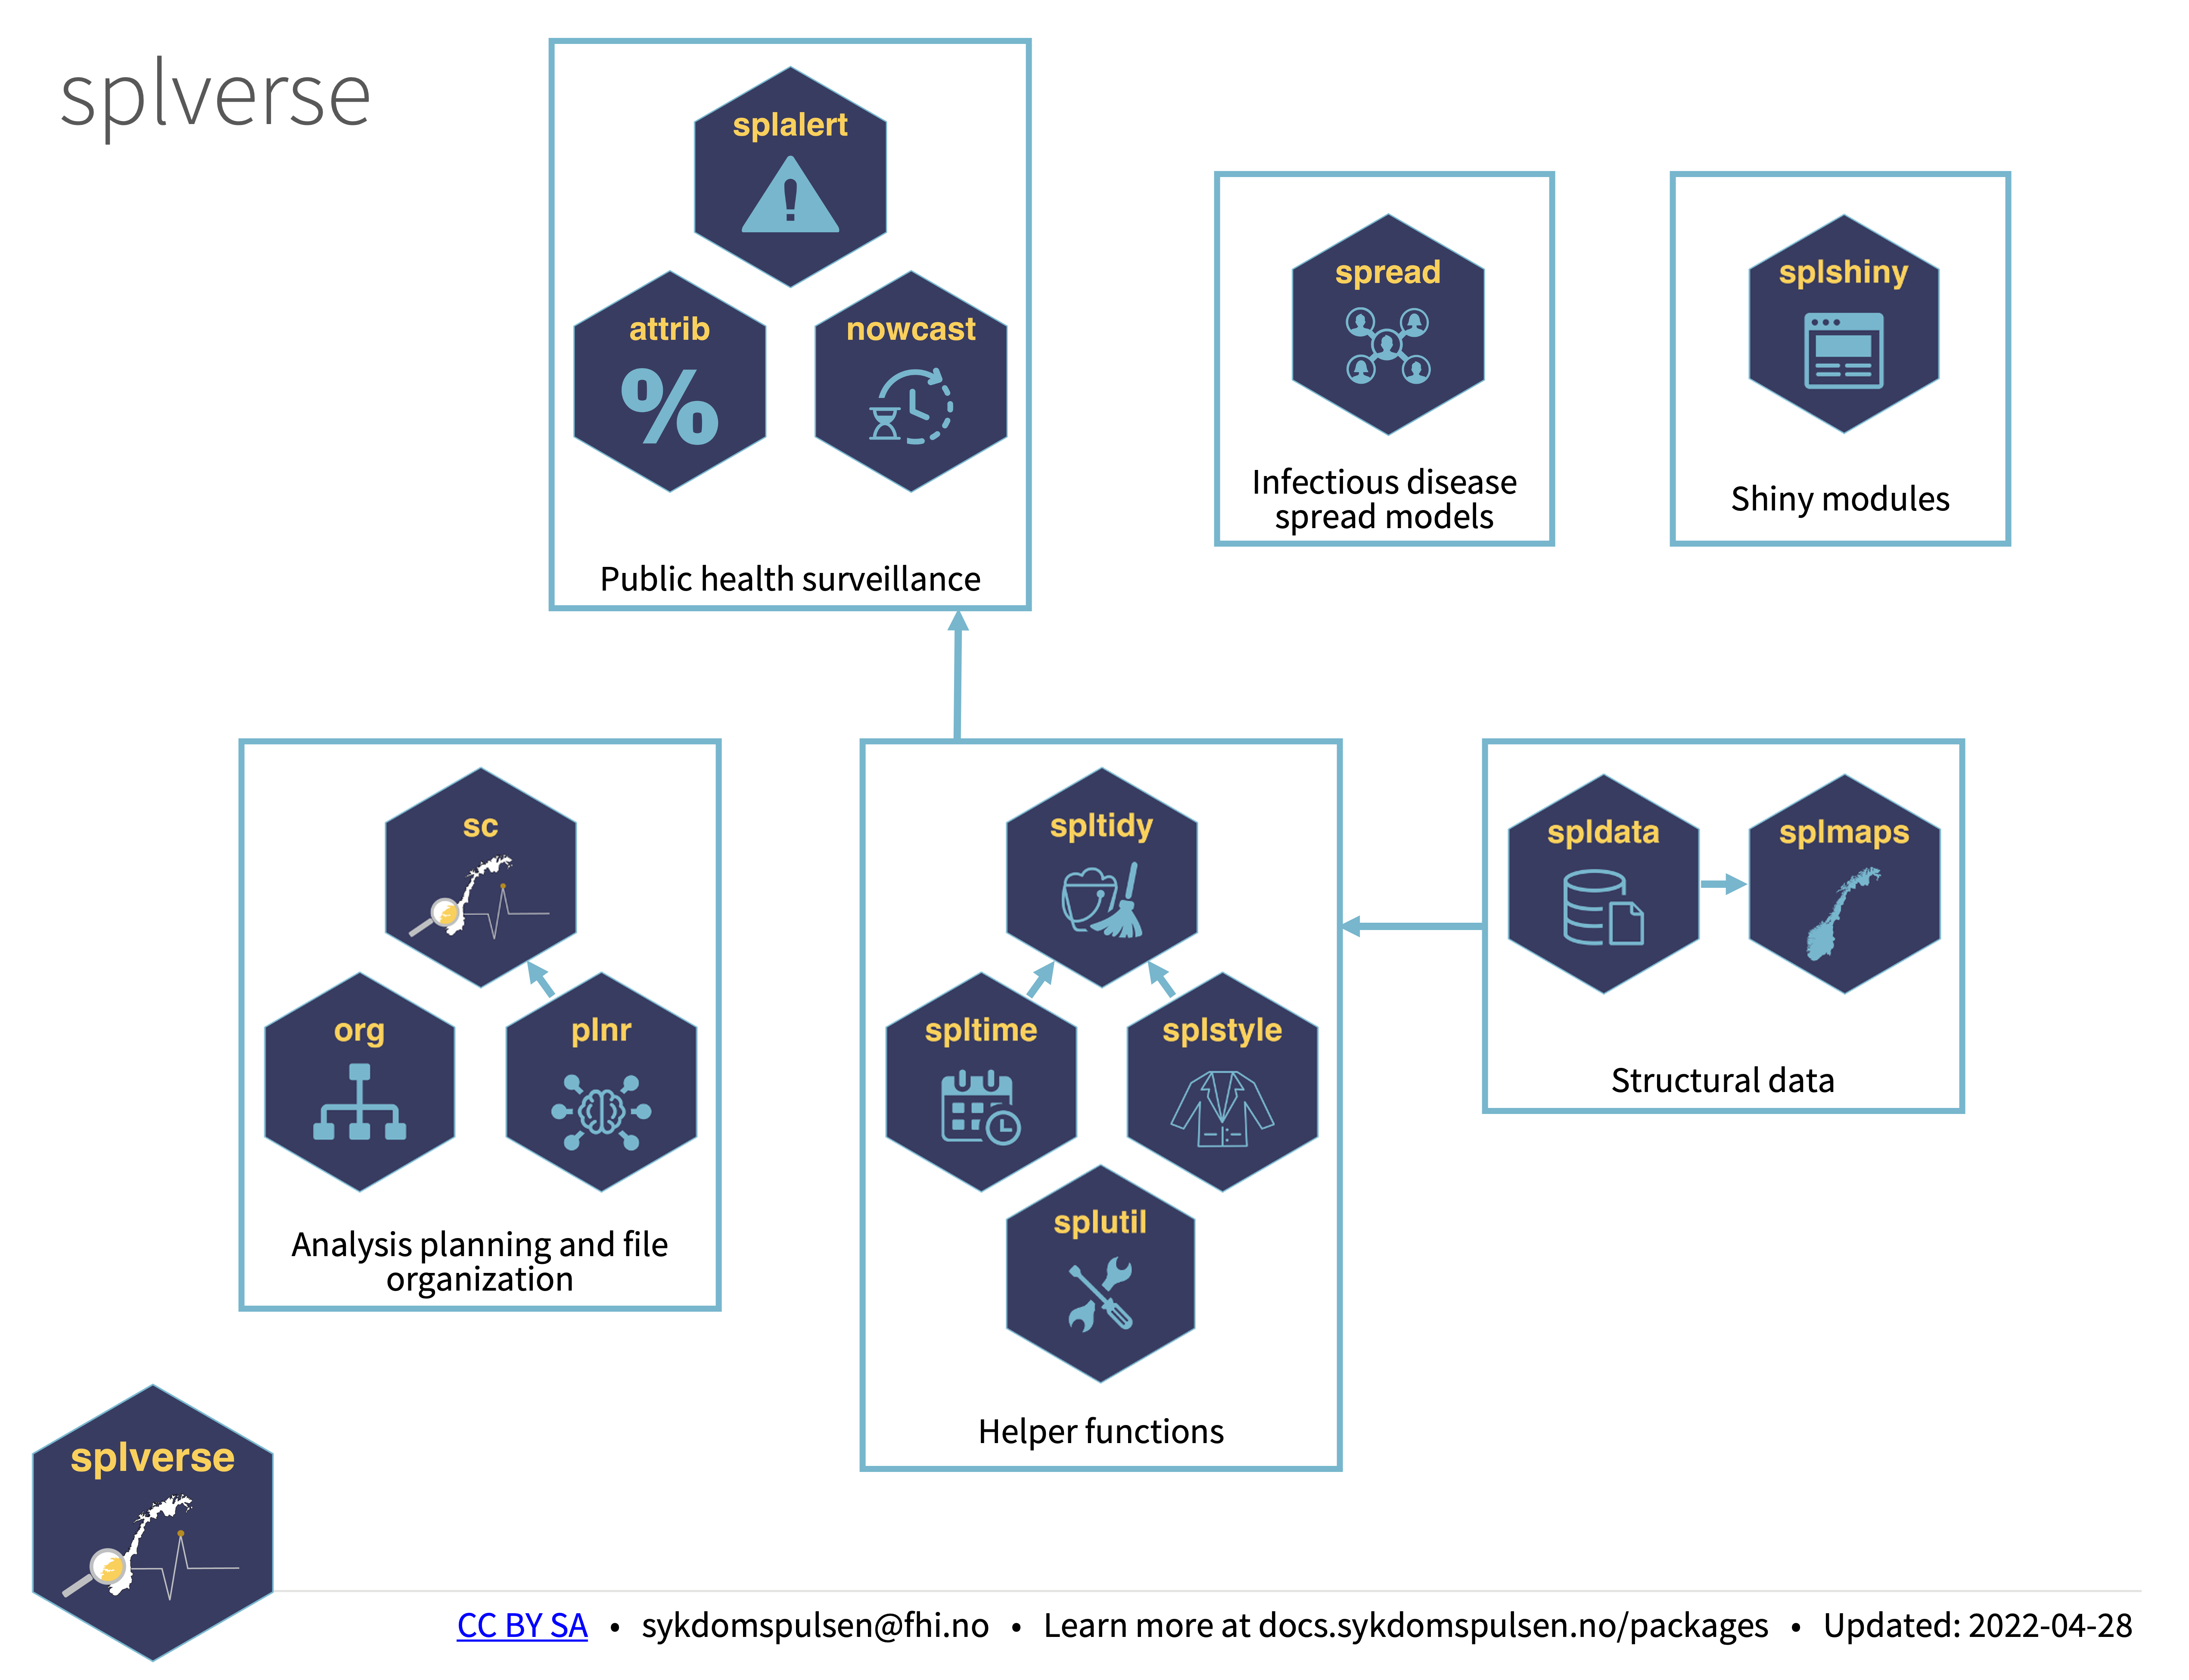 splverse
splalert
attrib
nowcast
Public health surveillance
spread
Infectious disease
spread models
splshiny
Shiny modules
sc
org
plnr
Analysis planning and file
organization
spltidy
spltime
splstyle
splutil
Helper functions
spldata
splmaps
Structural data
splverse
CC BY SA • sykdomspulsen@fhi.no • Learn more at docs.sykdomspulsen.no/packages • Updated: 2022-04-28